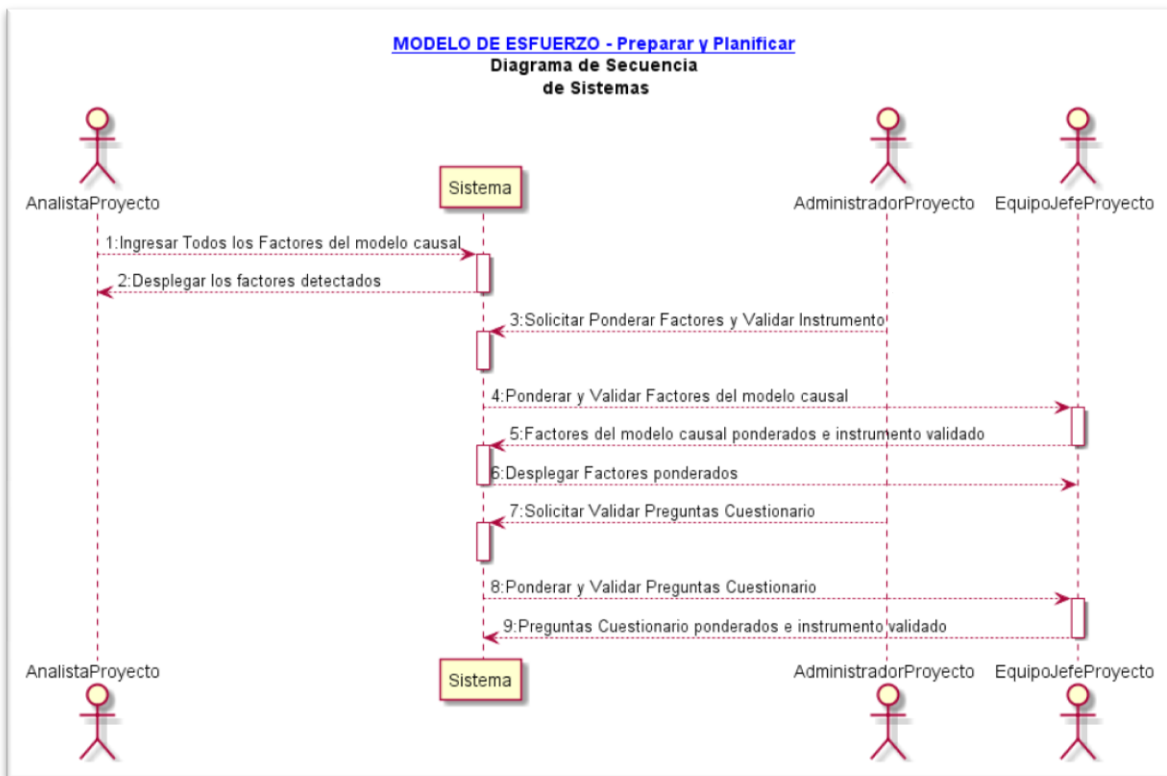 MODELO DE ESFUERZO - Preparar y Planificar
Diagrama de Secuencia
de Sistemas
AnalistaProyecto
Sistema
AdministradorProyecto
EquipoJefeProyecto
1:Ingresar Todos los Factores del modelo causal
2:Desplegar los factores detectados
3:Solicitar Ponderar Factores y Validar Instrumento
4:Ponderar y Validar Factores del modelo causal
5:Factores del modelo causal ponderados e instrumento validado
6:Desplegar Factores ponderados
7:Solicitar Validar Preguntas Cuestionario
8:Ponderar y Validar Preguntas Cuestionario
9:Preguntas Cuestionario ponderados e instrumento validado
AnalistaProyecto
Sistema
AdministradorProyecto
EquipoJefeProyecto